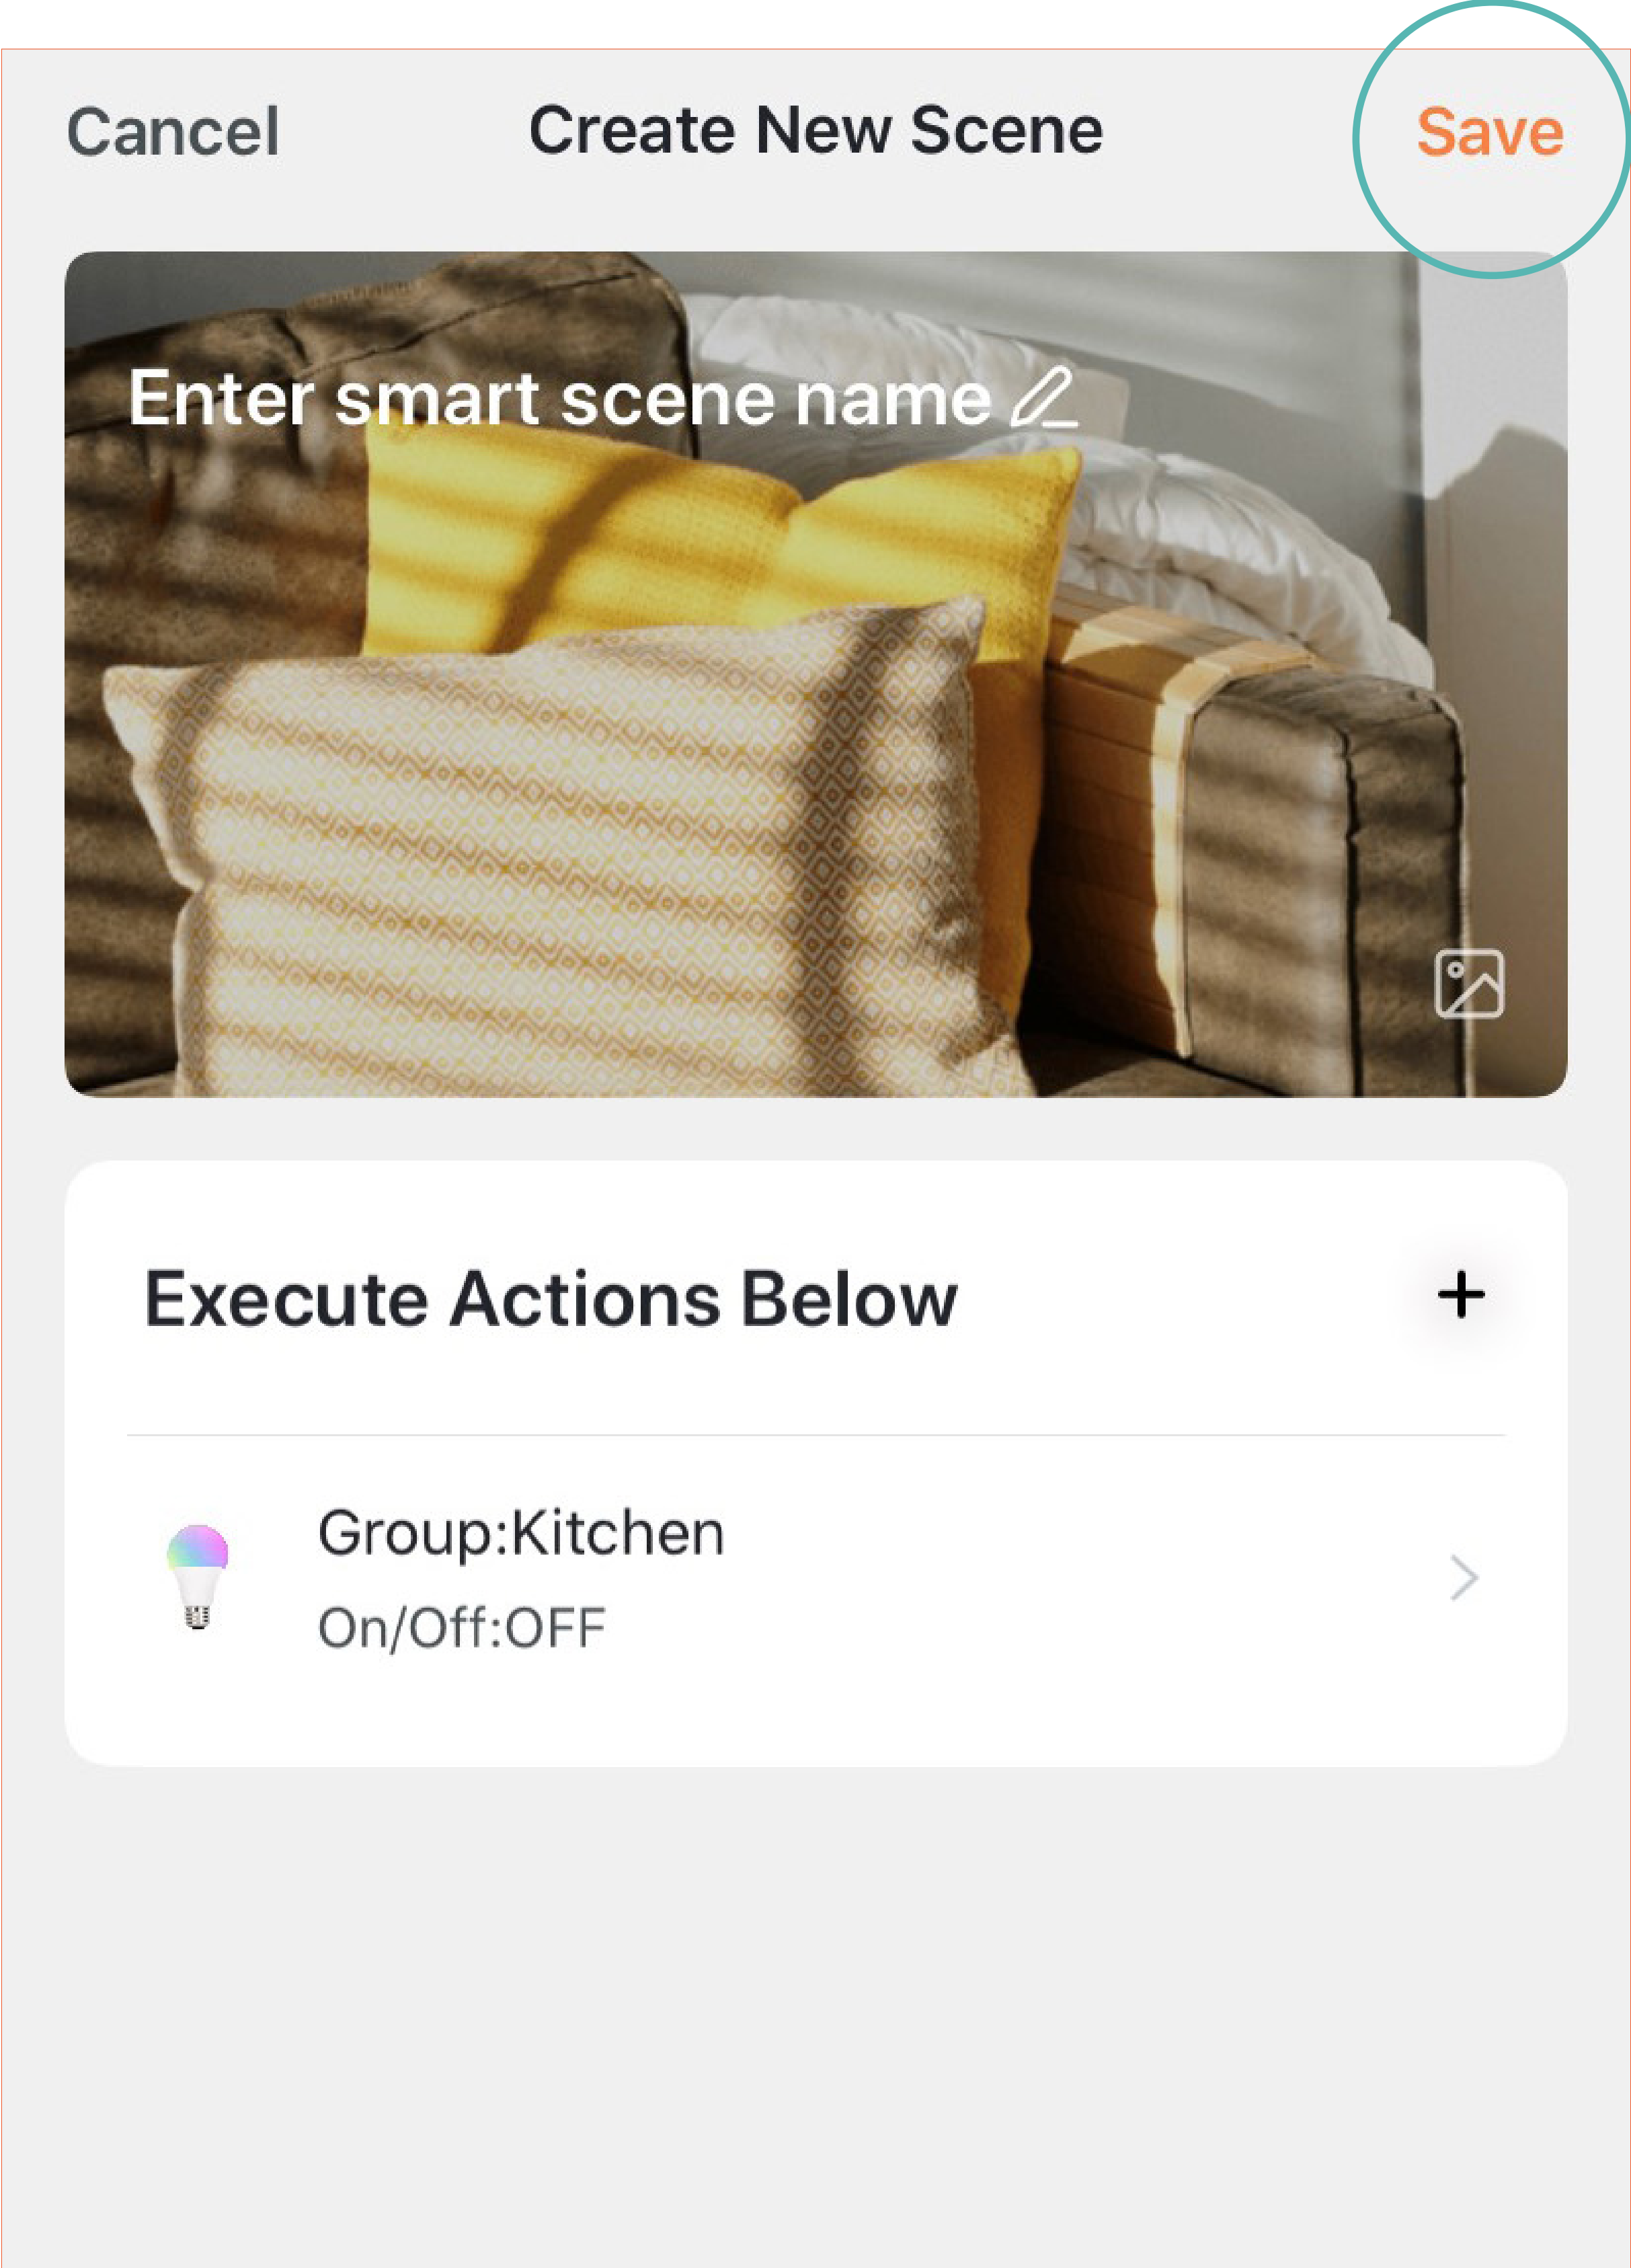 Cancel
Create New Scene
Save
Enter smart scene name
Execute Actions Below
+
Group:Kitchen
On/Off:OFF